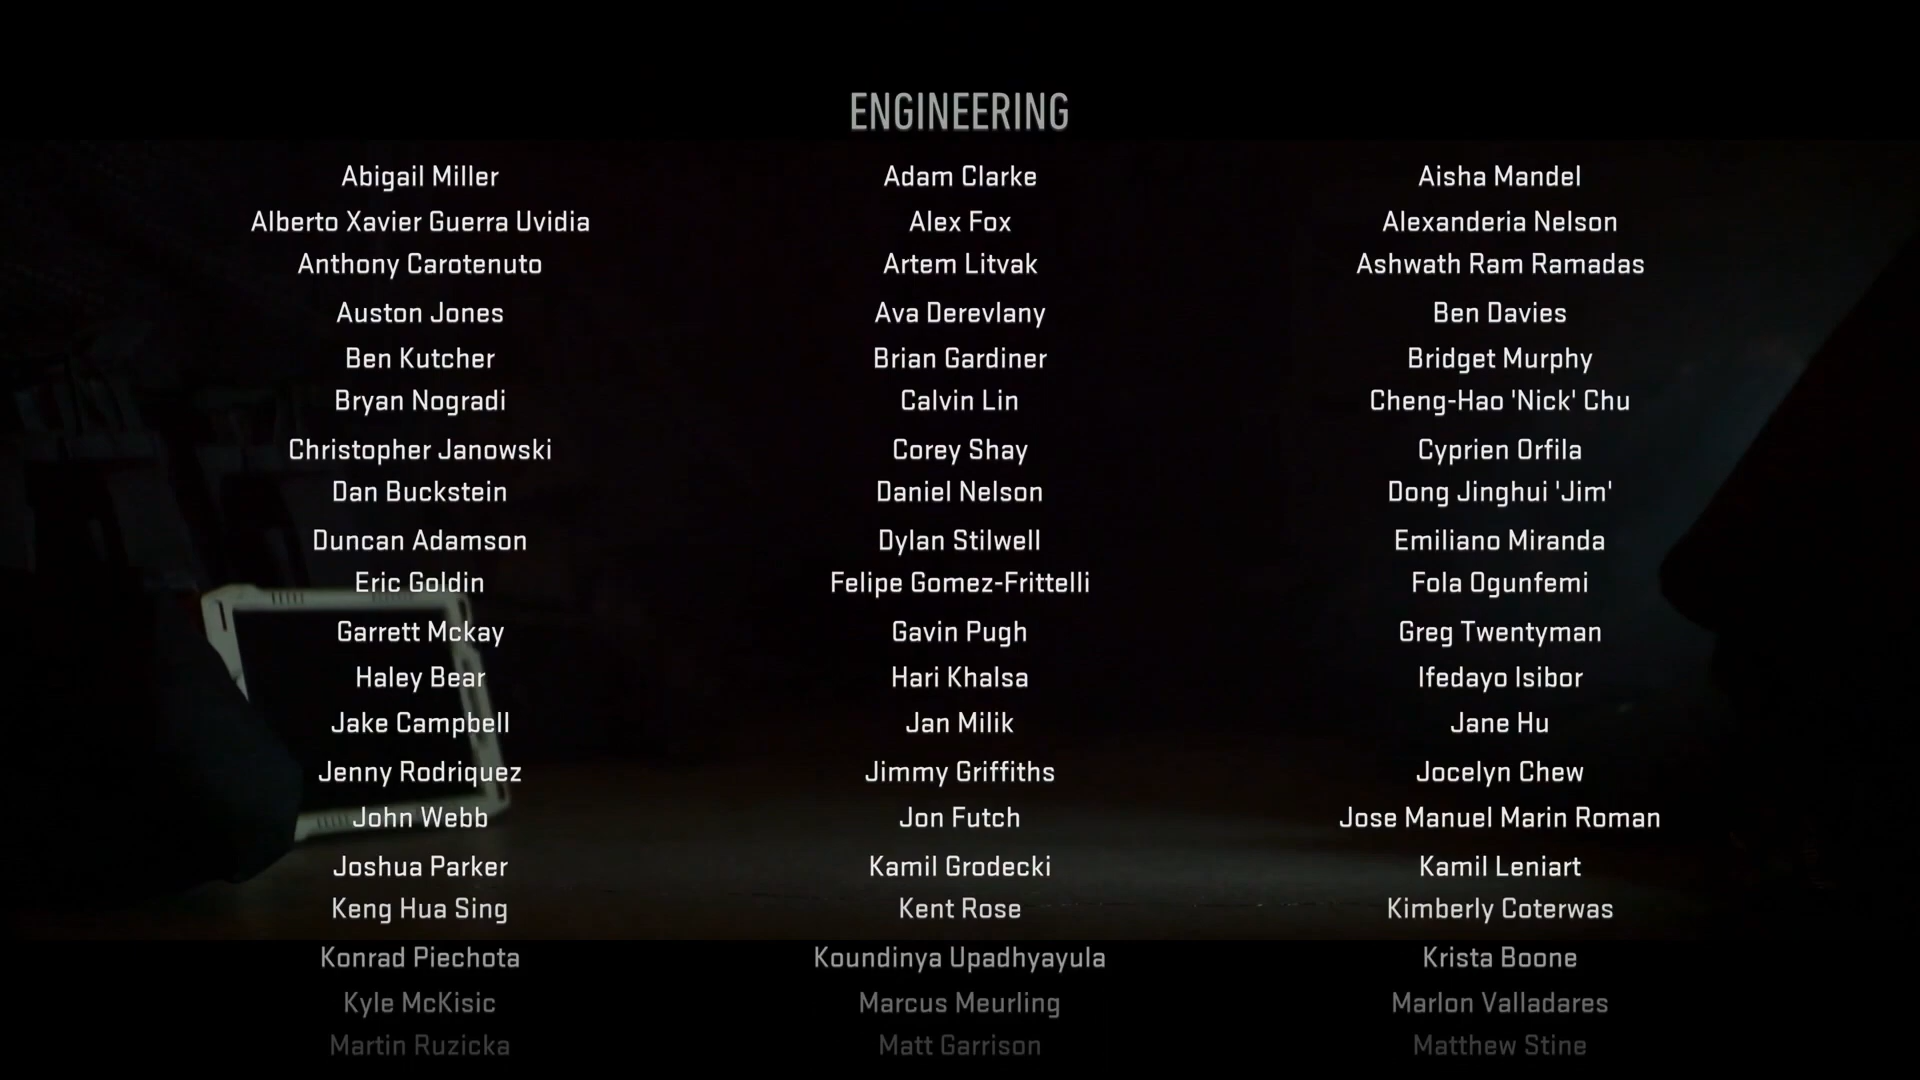 ENGINEERING
Abigail Miller Adam Clarke Aisha Mandel
Alberto Xavier Guerra Uvidia Alex Fox Alexanderia Nelson
Anthony Carotenuto Artem Litvak Ashwath Ram Ramadas
Auston Jones Ava Derevlany Ben Davies
Ben Kutcher Brian Gardiner Bridget Murphy
Bryan Nogradi Calvin Lin Cheng-Hao 'Nick' Chu
Christopher Janowski Corey Shay Cyprien Orfila
Dan Buckstein Daniel Nelson Dong Jinghui 'Jim'
Duncan Adamson Dylan Stilwell Emiliano Miranda
Eric Goldin Felipe Gomez-Frittelli Fola Ogunfemi
Garrett Mckay Gavin Pugh Greg Twentyman
Haley Bear Hari Khalsa Ifedayo Isibor
Jake Campbell Jan Milik Jane Hu
Jenny Rodriquez Jimmy Griffiths Jocelyn Chew
John Webb Jon Futch Jose Manuel Marin Roman
Joshua Parker Kamil Grodecki Kamil Leniart
Keng Hua Sing Kent Rose Kimberly Coterwas
Konrad Piechota Koundinya Upadhyayula Krista Boone
Kyle McKisic Marcus Meurling Marlon Valladares
Martin Ruzicka Matt Garrison Matthew Stine